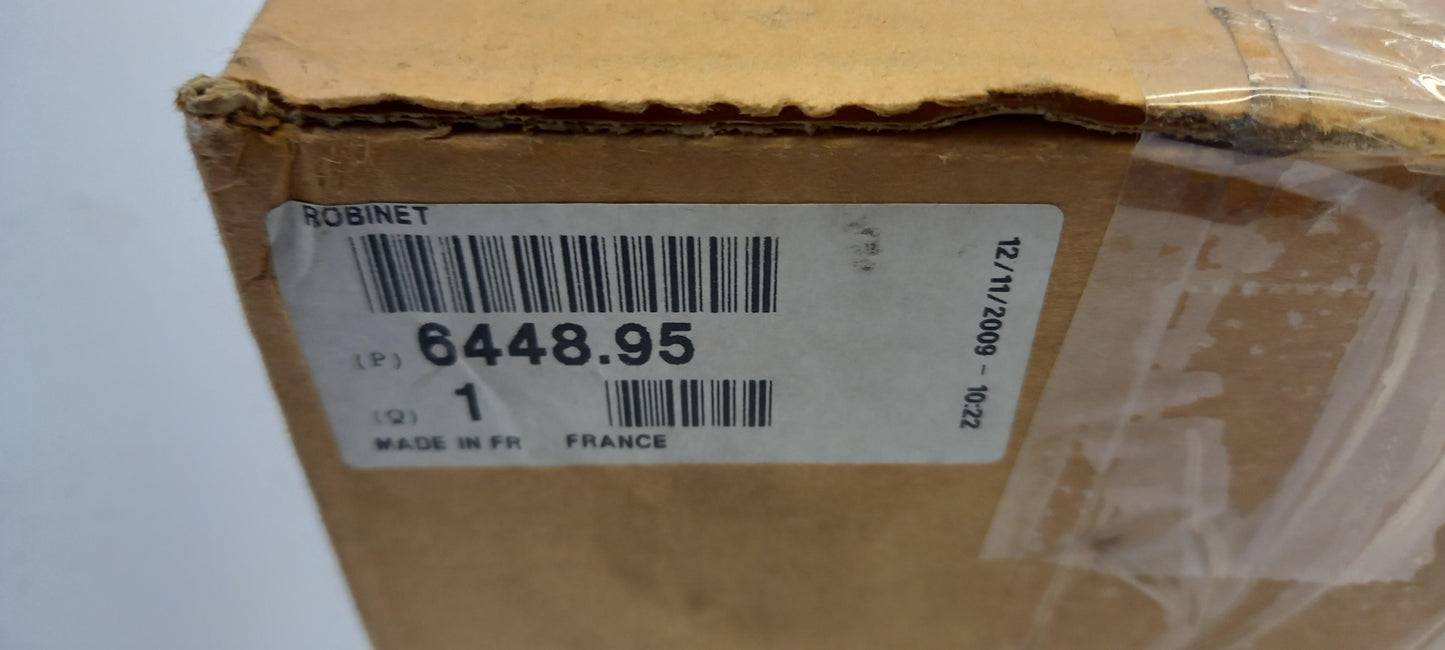 ROBINET
(P) 6448.95
(Q) 1
MADE IN FR FRANCE
12/11/2009 - 10:22